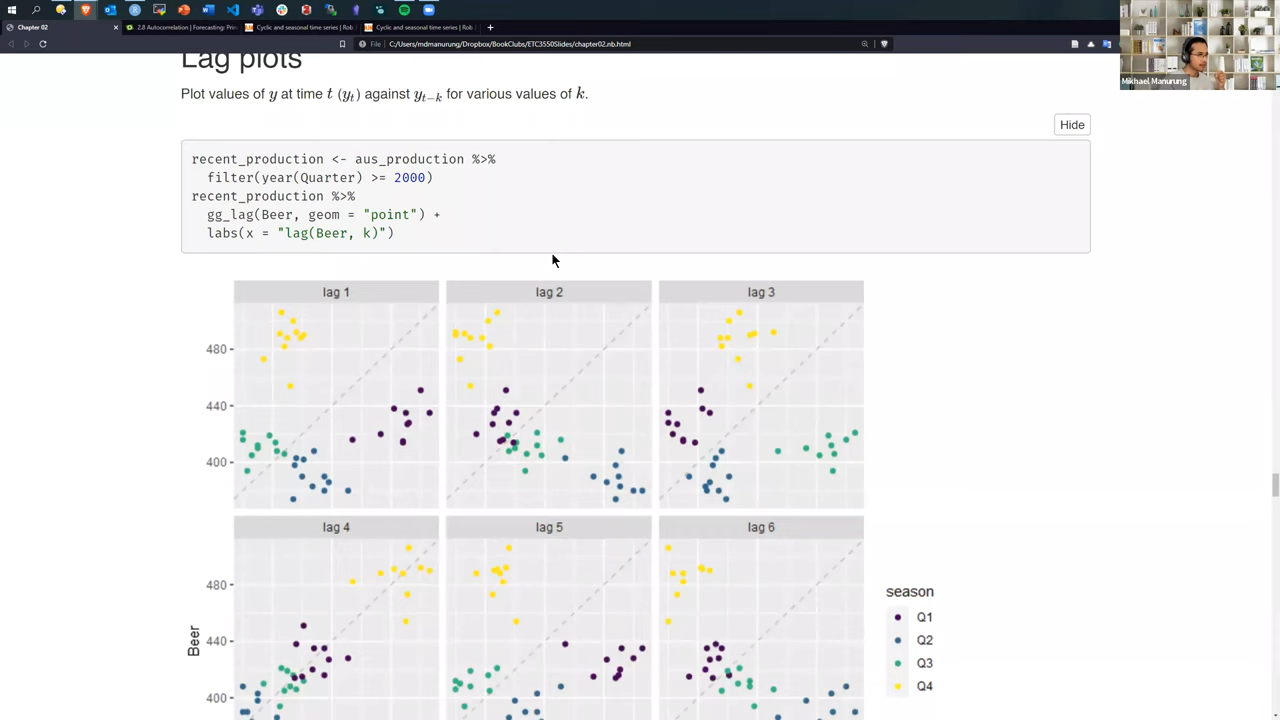 Chapter 02
2.8 Autocorrelation | Forecasting: Prin
Cyclic and seasonal time series | Rob
Cyclic and seasonal time series | Rob
File
C:/Users/mdmanurung/Dropbox/BookClubs/ETC3550Slides/chapter02.nb.html
Mikhael Manurung
Lag plots
Plot values of y at time t (y_t) against y_{t−k} for various values of k.
Hide
recent_production <- aus_production %>%
filter(year(Quarter) >= 2000)
recent_production %>%
gg_lag(Beer, geom = "point") +
labs(x = "lag(Beer, k)")
lag 1
lag 2
lag 3
480
440
400
lag 4
lag 5
lag 6
480
440
400
Beer
season
Q1
Q2
Q3
Q4